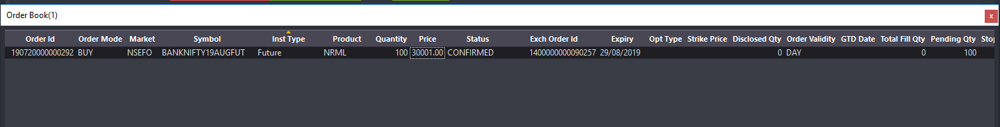 Order Book(1)
x
Order Id Order Mode Market Symbol Inst Type Product Quantity Price Status Exch Order Id Expiry Opt Type Strike Price Disclosed Qty Order Validity GTD Date Total Fill Qty Pending Qty Stop
190720000000292 BUY NSEFO BANKNIFTY19AUGFUT Future NRML 100 30001.00 CONFIRMED 1400000000090257 29/08/2019 0 DAY 0 100